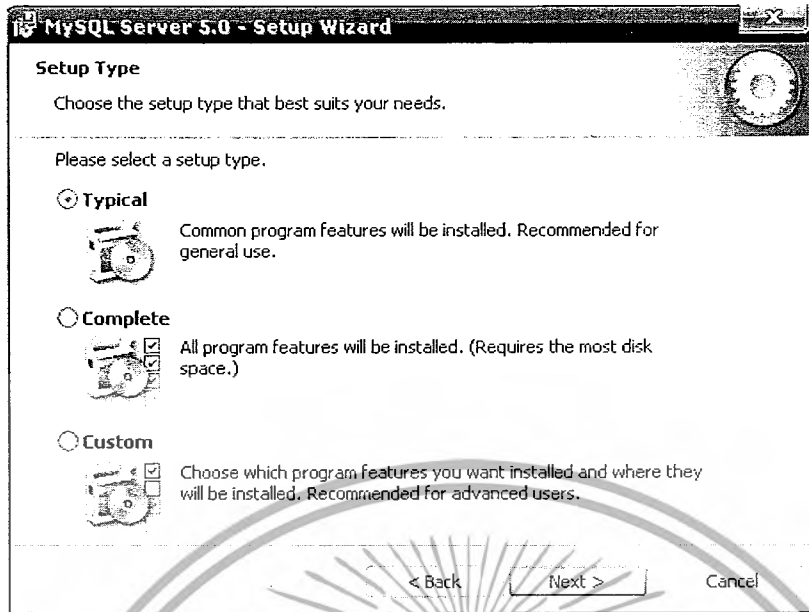 MySQL Server 5.0 - Setup Wizard
Setup Type
Choose the setup type that best suits your needs.
Please select a setup type.
Typical
Common program features will be installed. Recommended for
general use.
Complete
All program features will be installed. (Requires the most disk
space.)
Custom
Choose which program features you want installed and where they
will be installed. Recommended for advanced users.
< Back
Next >
Cancel